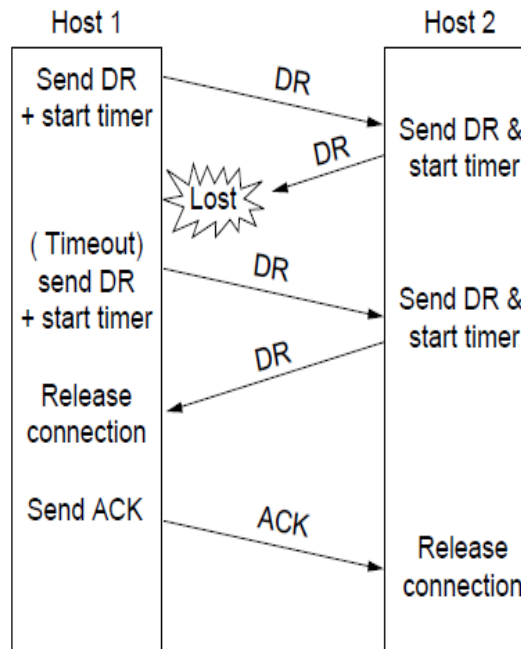 Host 1
Host 2
Send DR
+ start timer
DR
Send DR &
start timer
DR
Lost
( Timeout)
send DR
+ start timer
DR
Send DR &
start timer
DR
Release
connection
Send ACK
ACK
Release
connection